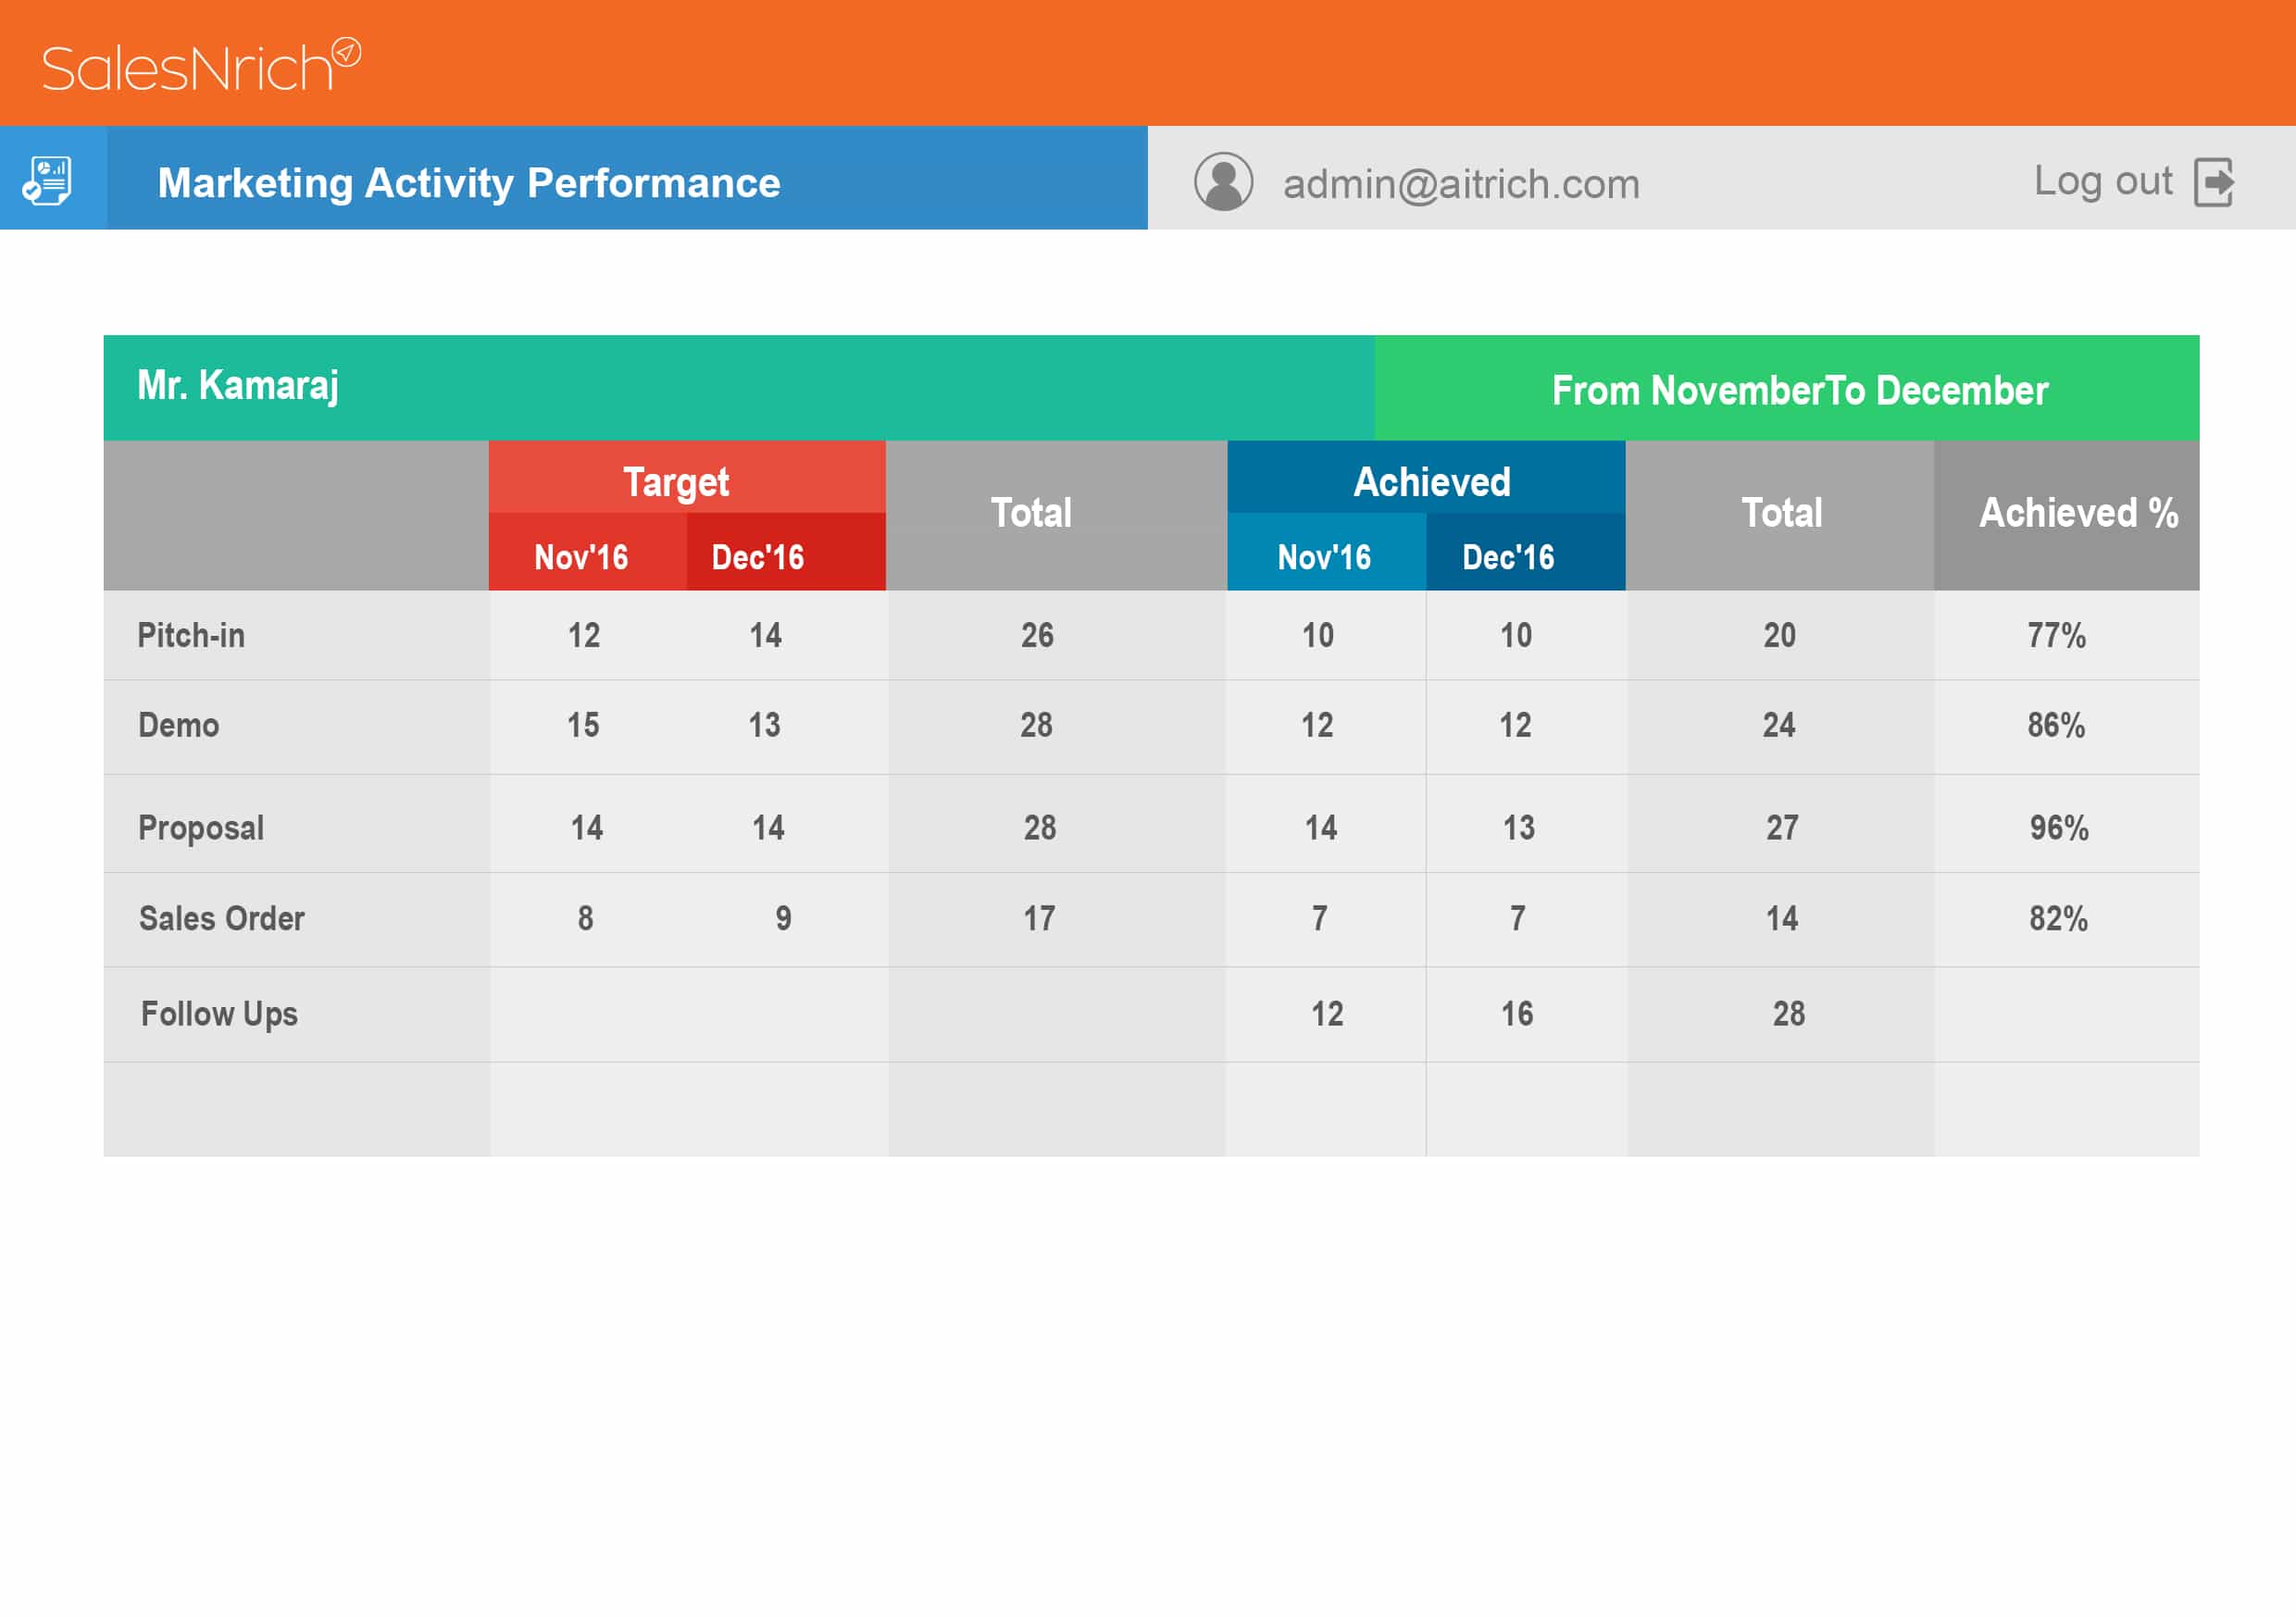 SalesNrich
Marketing Activity Performance admin@aitrich.com Log out
Mr. Kamaraj From NovemberTo December
Target Total Achieved Total Achieved %
Nov'16 Dec'16 Nov'16 Dec'16
Pitch-in 12 14 26 10 10 20 77%
Demo 15 13 28 12 12 24 86%
Proposal 14 14 28 14 13 27 96%
Sales Order 8 9 17 7 7 14 82%
Follow Ups 12 16 28